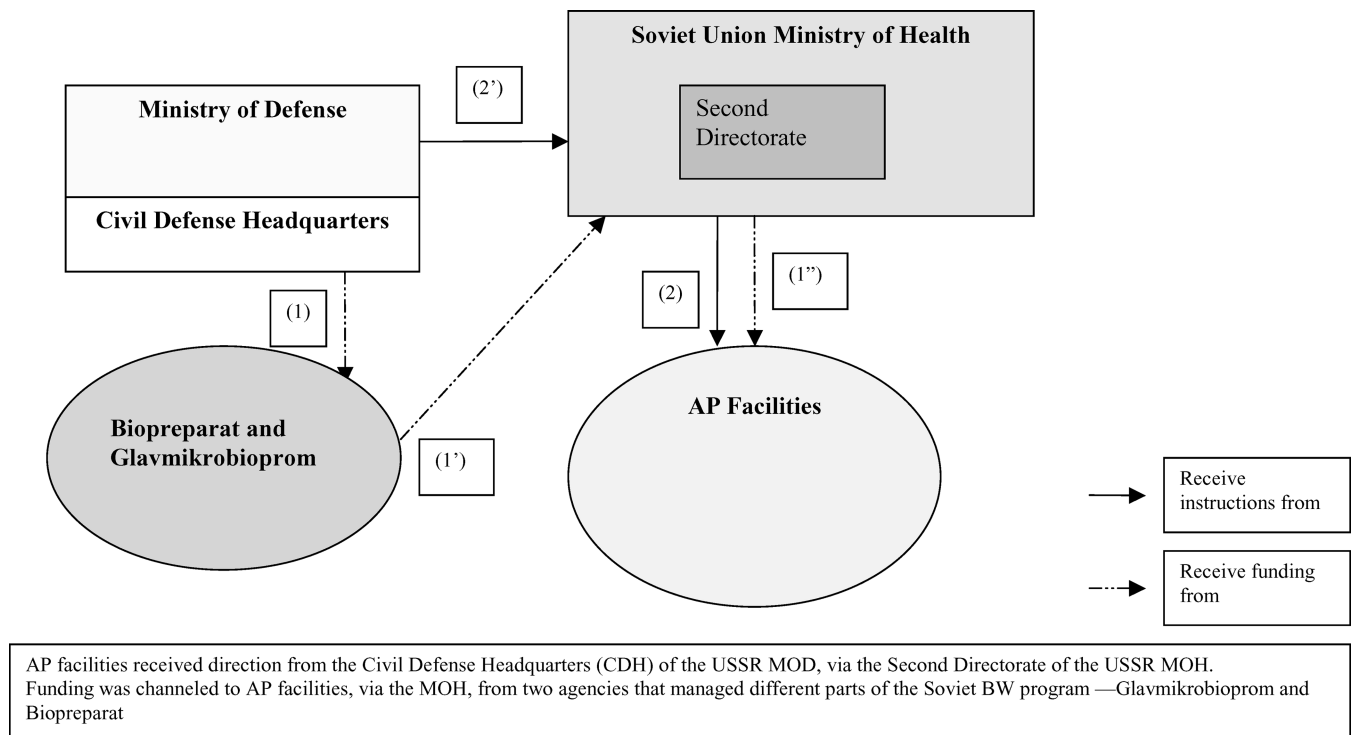 Soviet Union Ministry of Health
(2’)
Second
Directorate
Ministry of Defense
Civil Defense Headquarters
(1)
(2)
(1”)
AP Facilities
Biopreparat and
Glavmikrobioprom
(1’)
Receive
instructions from
Receive funding
from
AP facilities received direction from the Civil Defense Headquarters (CDH) of the USSR MOD, via the Second Directorate of the USSR MOH.
Funding was channeled to AP facilities, via the MOH, from two agencies that managed different parts of the Soviet BW program —Glavmikrobioprom and
Biopreparat